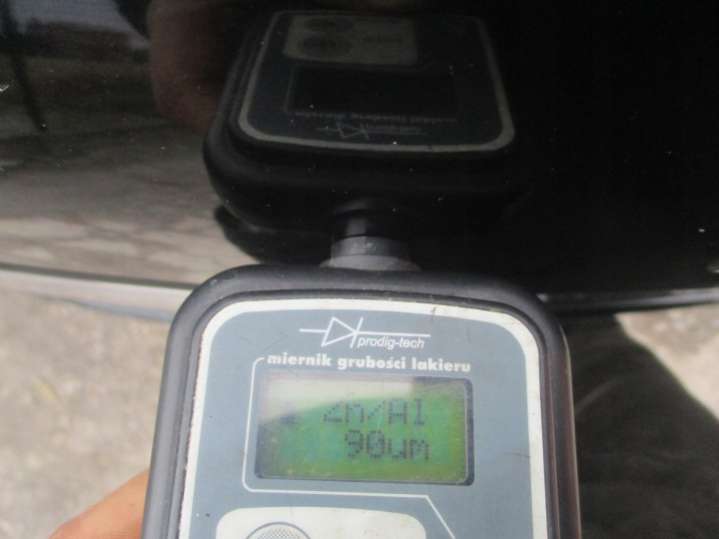 prodig-tech
miernik grubości lakieru
Zn/Al
90um